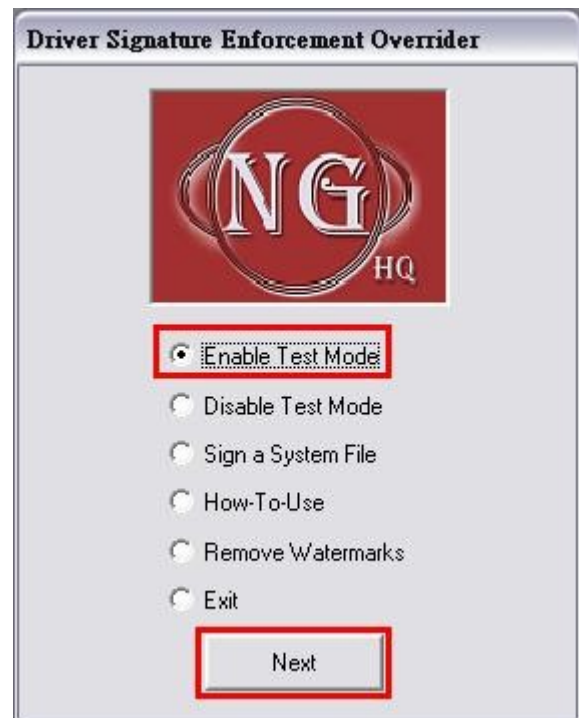 Driver Signature Enforcement Overrider
NG
HQ
Enable Test Mode
Disable Test Mode
Sign a System File
How-To-Use
Remove Watermarks
Exit
Next